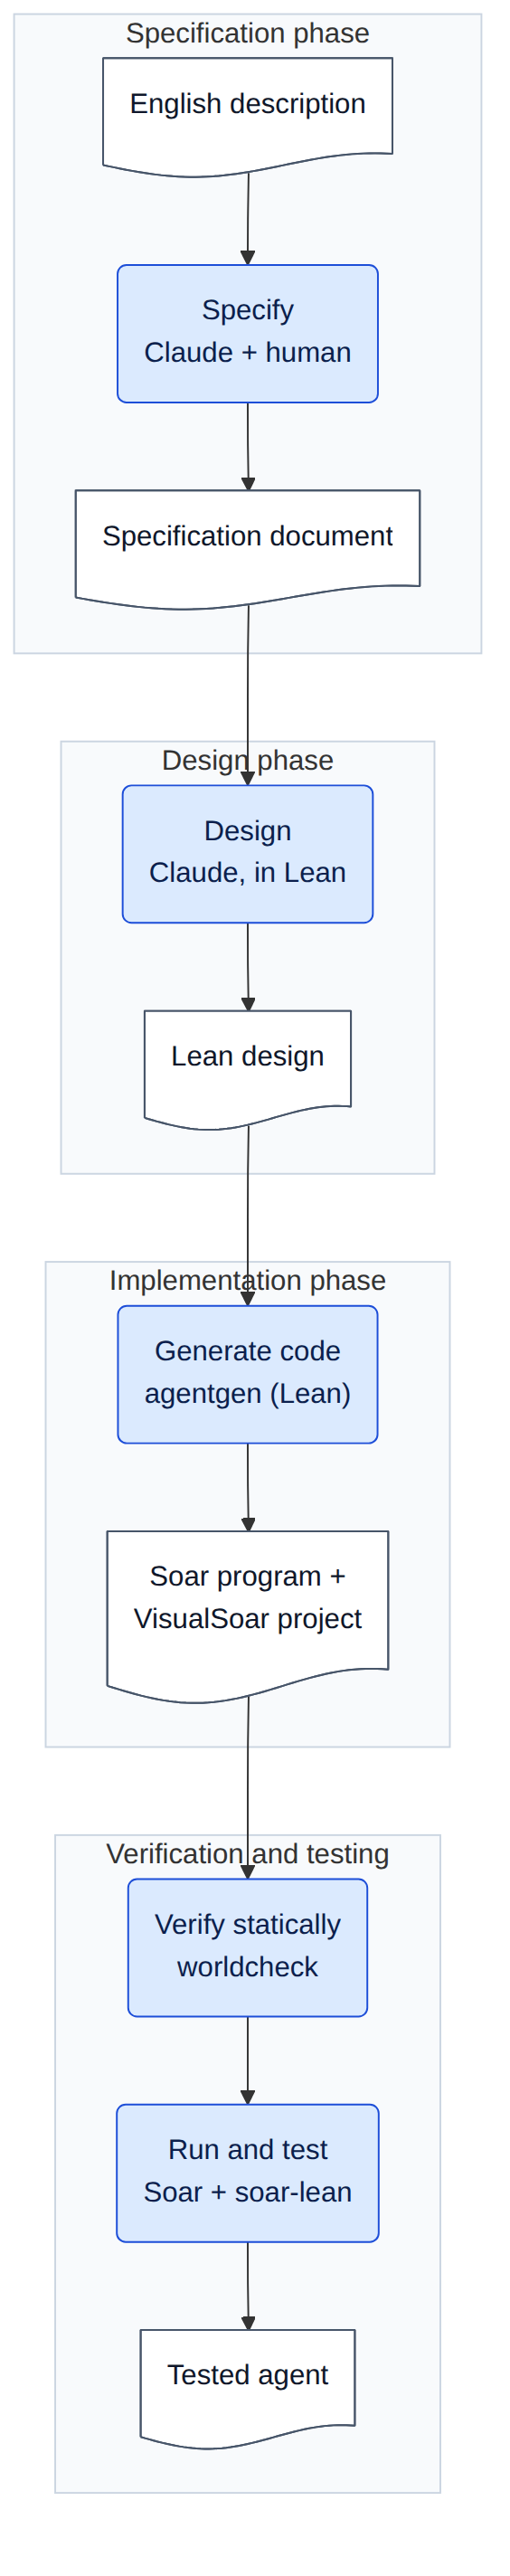 Specification phase
English description
Specify
Claude + human
Specification document
Design phase
Design
Claude, in Lean
Lean design
Implementation phase
Generate code
agentgen (Lean)
Soar program +
VisualSoar project
Verification and testing
Verify statically
worldcheck
Run and test
Soar + soar-lean
Tested agent